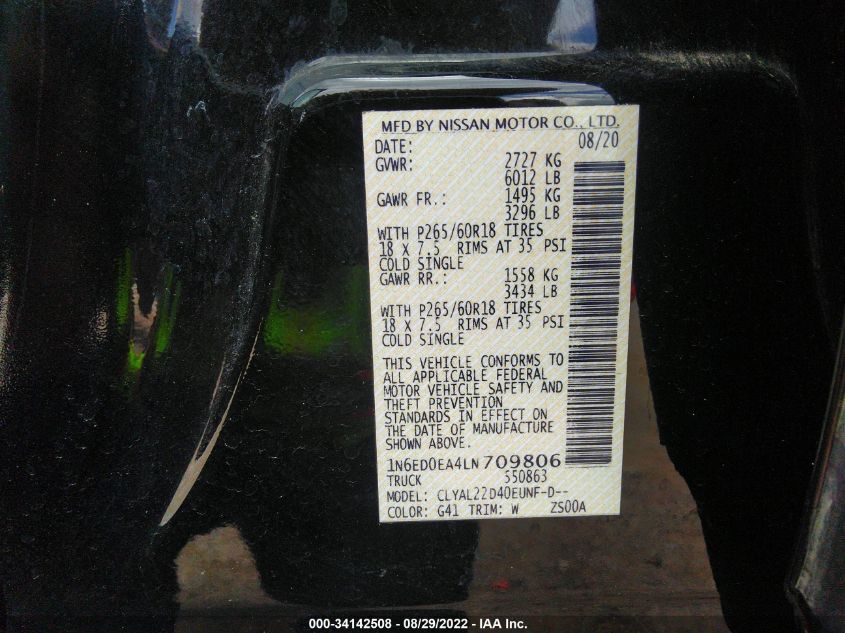 MFD BY NISSAN MOTOR CO., LTD.
DATE: 08/20
GVWR: 2727 KG
6012 LB
GAWR FR.: 1495 KG
3296 LB
WITH P265/60R18 TIRES
18 X 7.5 RIMS AT 35 PSI
COLD SINGLE
GAWR RR.: 1558 KG
3434 LB
WITH P265/60R18 TIRES
18 X 7.5 RIMS AT 35 PSI
COLD SINGLE
THIS VEHICLE CONFORMS TO
ALL APPLICABLE FEDERAL
MOTOR VEHICLE SAFETY AND
THEFT PREVENTION
STANDARDS IN EFFECT ON
THE DATE OF MANUFACTURE
SHOWN ABOVE.
1N6ED0EA4LN709806
TRUCK 550863
MODEL: CLYAL22D40EUNF-D--
COLOR: G41 TRIM: W ZS00A
000-34142508 - 08/29/2022 - IAA Inc.